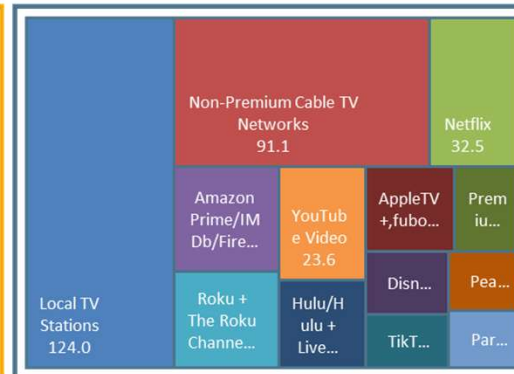 Local TV
Stations
124.0
Non-Premium Cable TV
Networks
91.1
Netflix
32.5
Amazon
Prime/IM
Db/Fire...
YouTub
e Video
23.6
AppleTV
+,fubo...
Prem
iu...
Roku +
The Roku
Channe...
Hulu/H
ulu +
Live...
Disn...
Pea...
TikT...
Par...